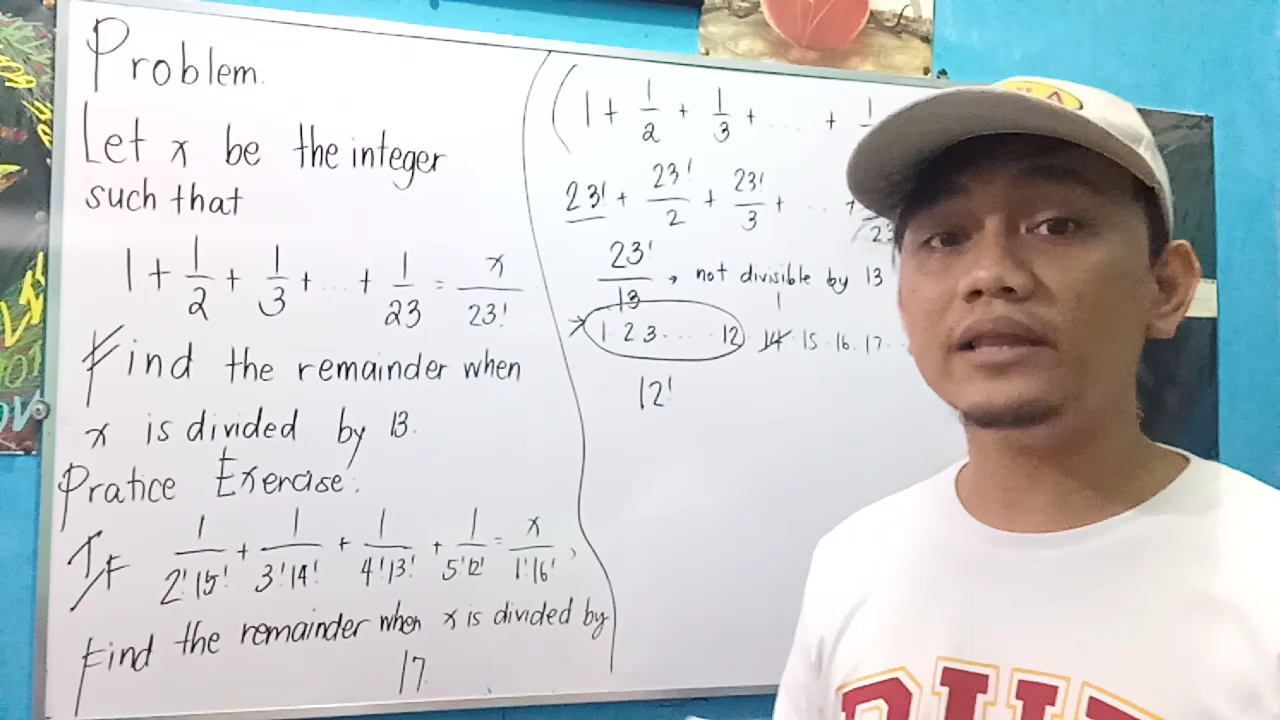 Problem.
Let x be the integer
such that
1 + 1/2 + 1/3 + ... + 1/23 = x/23!
Find the remainder when
x is divided by 13.
Pratice Exercise:
If 1/2!15! + 1/3!14! + 1/4!13! + 1/5!12! = x/1!16!,
Find the remainder when x is divided by
17
(1 + 1/2 + 1/3 + .... + 1/
23! + 23!/2 + 23!/3 + .... + /23
23!/13 , not divisible by 13
1 2 3 ..... 12 · 14 · 15 · 16 · 17 ..
1
12!